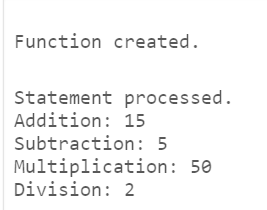 Function created.
Statement processed.
Addition: 15
Subtraction: 5
Multiplication: 50
Division: 2